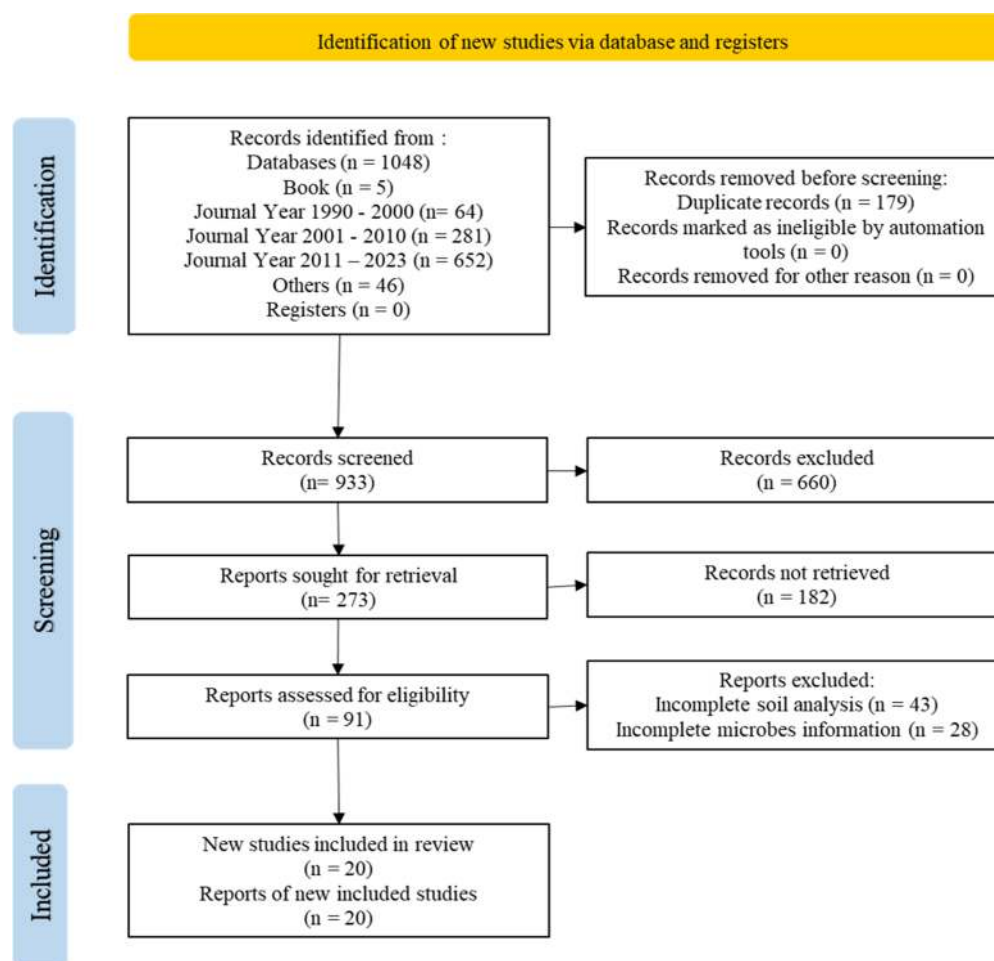 Identification of new studies via database and registers
Identification
Records identified from :
Databases (n = 1048)
Book (n = 5)
Journal Year 1990 - 2000 (n= 64)
Journal Year 2001 - 2010 (n = 281)
Journal Year 2011 – 2023 (n = 652)
Others (n = 46)
Registers (n = 0)
Records removed before screening:
Duplicate records (n = 179)
Records marked as ineligible by automation
tools (n = 0)
Records removed for other reason (n = 0)
Screening
Records screened
(n= 933)
Records excluded
(n = 660)
Reports sought for retrieval
(n= 273)
Records not retrieved
(n = 182)
Reports assessed for eligibility
(n = 91)
Reports excluded:
Incomplete soil analysis (n = 43)
Incomplete microbes information (n = 28)
Included
New studies included in review
(n = 20)
Reports of new included studies
(n = 20)